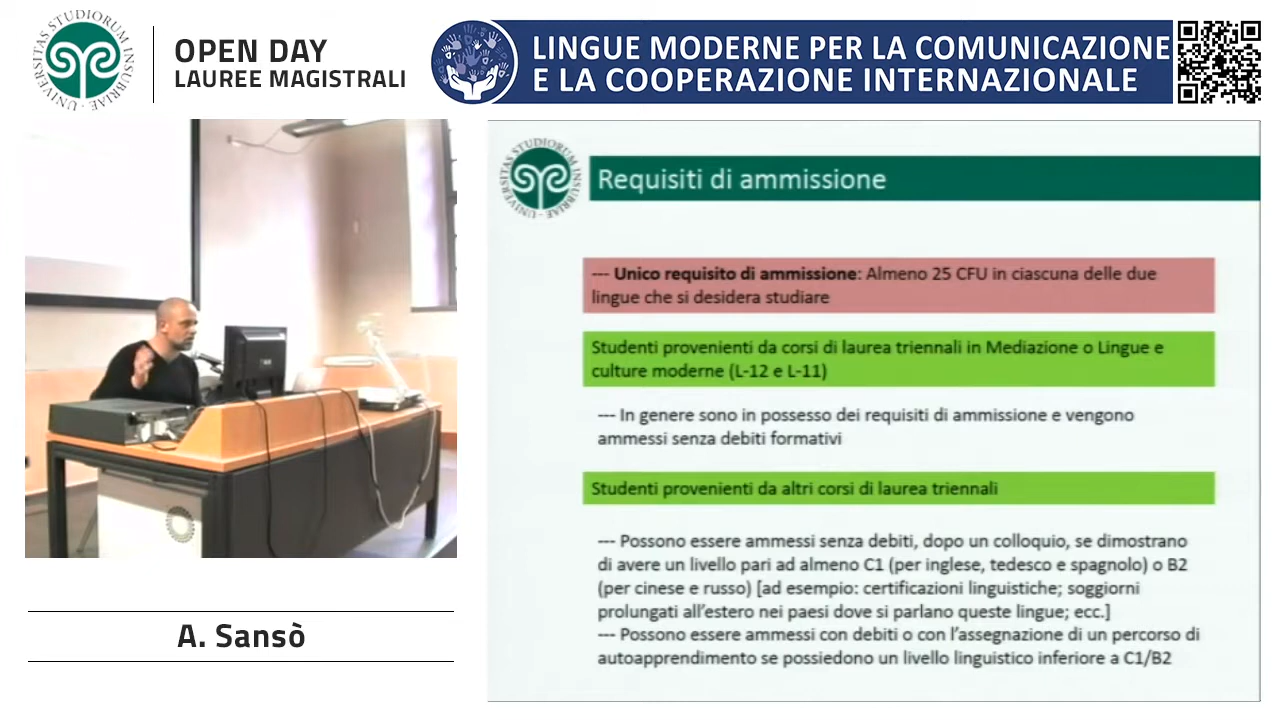 UNIVERSITAS STUDIORUM INSUBRIAE
OPEN DAY
LAUREE MAGISTRALI
LINGUE MODERNE PER LA COMUNICAZIONE
E LA COOPERAZIONE INTERNAZIONALE
UNIVERSITAS STUDIORUM INSUBRIAE
Requisiti di ammissione
--- Unico requisito di ammissione: Almeno 25 CFU in ciascuna delle due
lingue che si desidera studiare
Studenti provenienti da corsi di laurea triennali in Mediazione o Lingue e
culture moderne (L-12 e L-11)
--- In genere sono in possesso dei requisiti di ammissione e vengono
ammessi senza debiti formativi
Studenti provenienti da altri corsi di laurea triennali
--- Possono essere ammessi senza debiti, dopo un colloquio, se dimostrano
di avere un livello pari ad almeno C1 (per inglese, tedesco e spagnolo) o B2
(per cinese e russo) [ad esempio: certificazioni linguistiche; soggiorni
prolungati all'estero nei paesi dove si parlano queste lingue; ecc.]
--- Possono essere ammessi con debiti o con l'assegnazione di un percorso di
autoapprendimento se possiedono un livello linguistico inferiore a C1/B2
A. Sansò